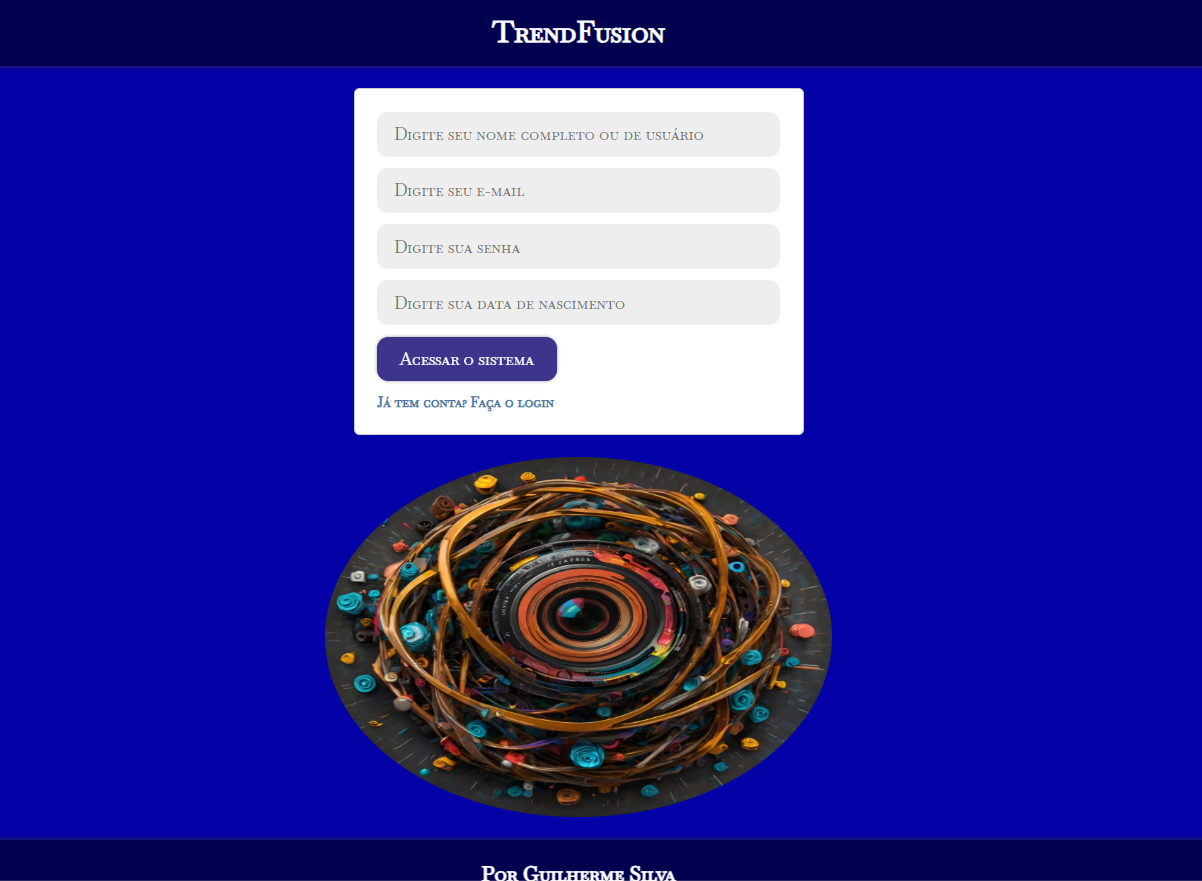 TrendFusion
Digite seu nome completo ou de usuário
Digite seu e-mail
Digite sua senha
Digite sua data de nascimento
Acessar o sistema
Já tem conta? Faça o login
Por Guilherme Silva